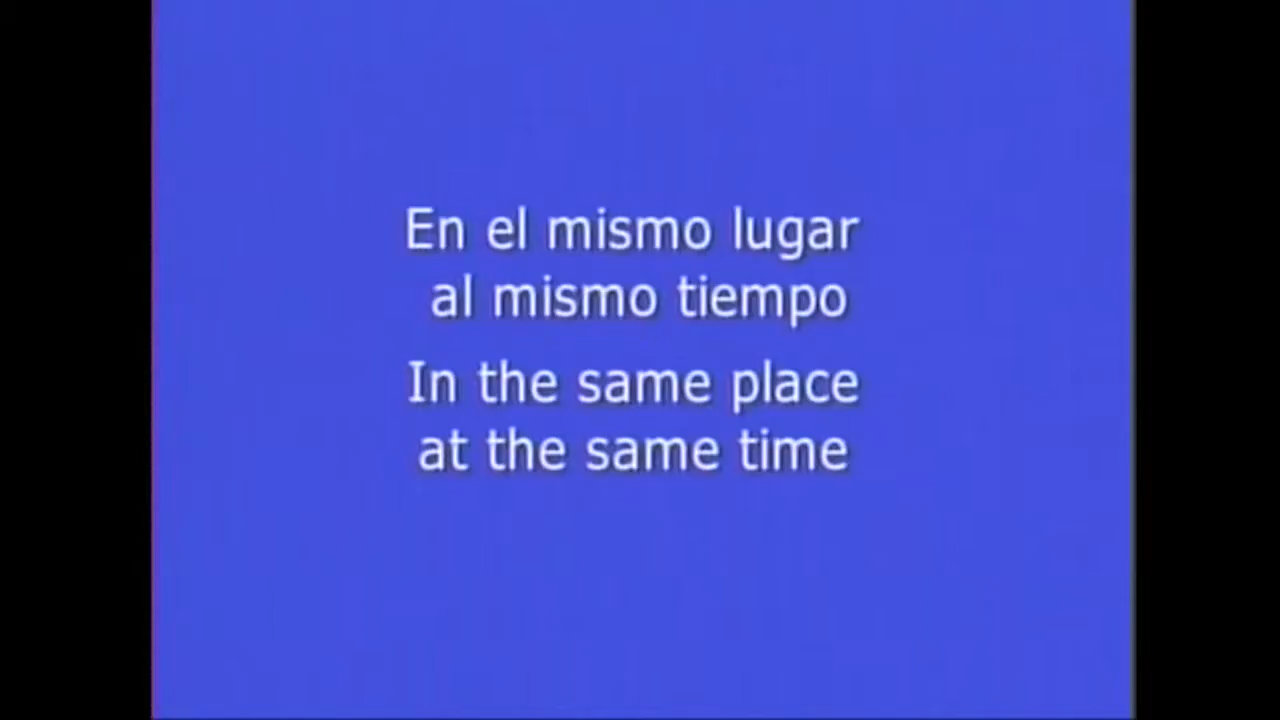 En el mismo lugar
al mismo tiempo
In the same place
at the same time